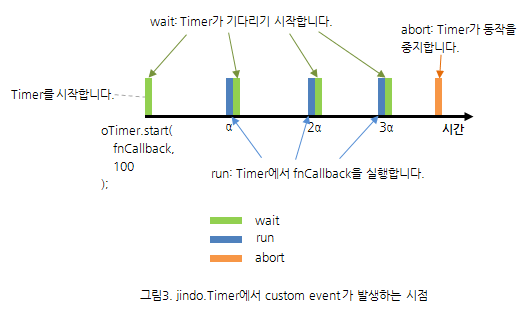 wait: Timer가 기다리기 시작합니다.
abort: Timer가 동작을
중지합니다.
Timer를 시작합니다.
oTimer.start(
fnCallback,
100
);
α
2α
3α
시간
run: Timer에서 fnCallback을 실행합니다.
wait
run
abort
그림3. jindo.Timer에서 custom event가 발생하는 시점